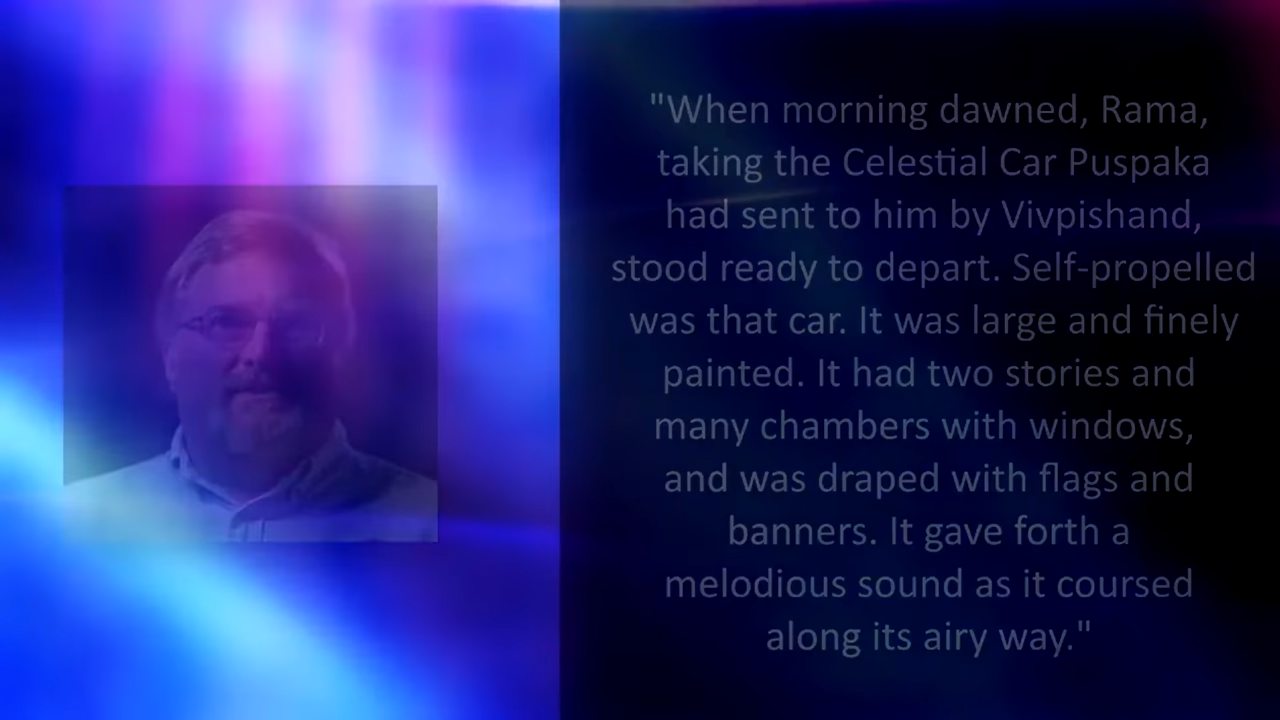 "When morning dawned, Rama,
taking the Celestial Car Puspaka
had sent to him by Vivpishand,
stood ready to depart. Self-propelled
was that car. It was large and finely
painted. It had two stories and
many chambers with windows,
and was draped with flags and
banners. It gave forth a
melodious sound as it coursed
along its airy way."